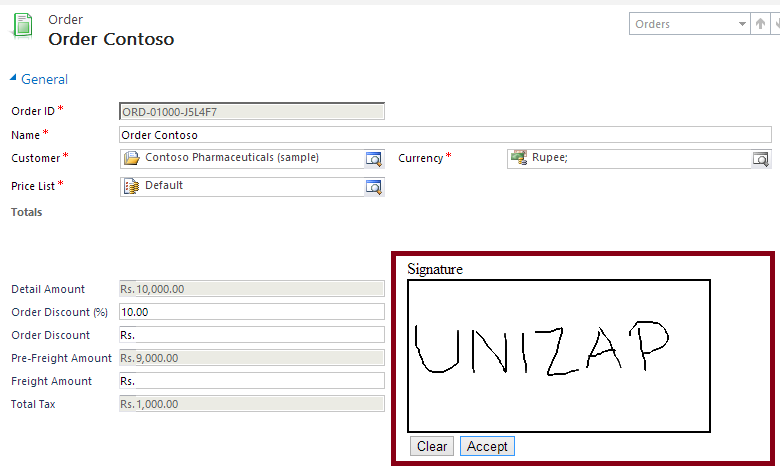 Order
Order Contoso
Orders
General
Order ID * ORD-01000-J5L4F7
Name * Order Contoso
Customer * Contoso Pharmaceuticals (sample) Currency * Rupee;
Price List * Default
Totals
Signature
Detail Amount Rs. 10,000.00
Order Discount (%) 10.00
Order Discount Rs.
Pre-Freight Amount Rs. 9,000.00
Freight Amount Rs.
Total Tax Rs. 1,000.00
UNIZAP
Clear Accept